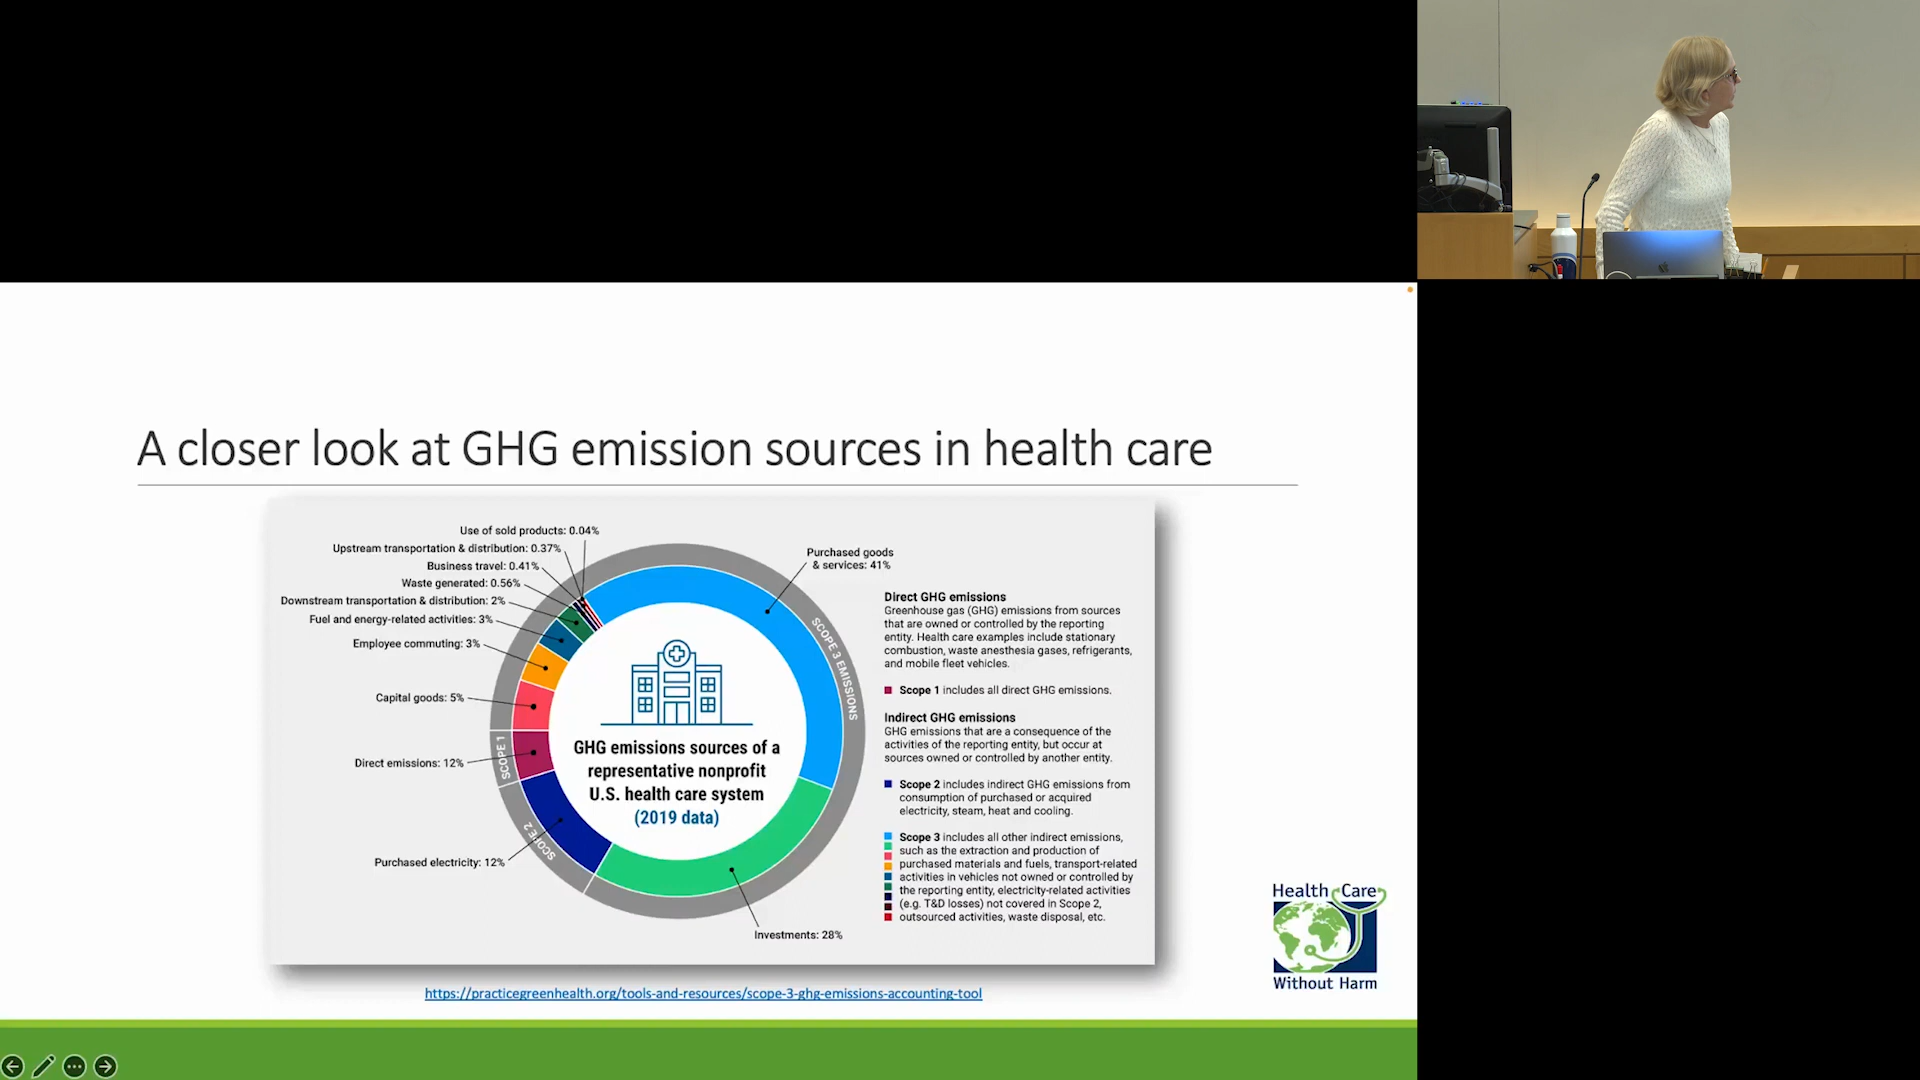 A closer look at GHG emission sources in health care
Use of sold products: 0.04%
Upstream transportation & distribution: 0.37%
Business travel: 0.41%
Waste generated: 0.56%
Downstream transportation & distribution: 2%
Fuel and energy-related activities: 3%
Employee commuting: 3%
Capital goods: 5%
Direct emissions: 12%
Purchased electricity: 12%
Purchased goods
& services: 41%
Investments: 28%
SCOPE 3 EMISSIONS
SCOPE 1
SCOPE 2
GHG emissions sources of a
representative nonprofit
U.S. health care system
(2019 data)
Direct GHG emissions
Greenhouse gas (GHG) emissions from sources
that are owned or controlled by the reporting
entity. Health care examples include stationary
combustion, waste anesthesia gases, refrigerants,
and mobile fleet vehicles.
Scope 1 includes all direct GHG emissions.
Indirect GHG emissions
GHG emissions that are a consequence of the
activities of the reporting entity, but occur at
sources owned or controlled by another entity.
Scope 2 includes indirect GHG emissions from
consumption of purchased or acquired
electricity, steam, heat and cooling.
Scope 3 includes all other indirect emissions,
such as the extraction and production of
purchased materials and fuels, transport-related
activities in vehicles not owned or controlled by
the reporting entity, electricity-related activities
(e.g. T&D losses) not covered in Scope 2,
outsourced activities, waste disposal, etc.
https://practicegreenhealth.org/tools-and-resources/scope-3-ghg-emissions-accounting-tool
Health Care
Without Harm